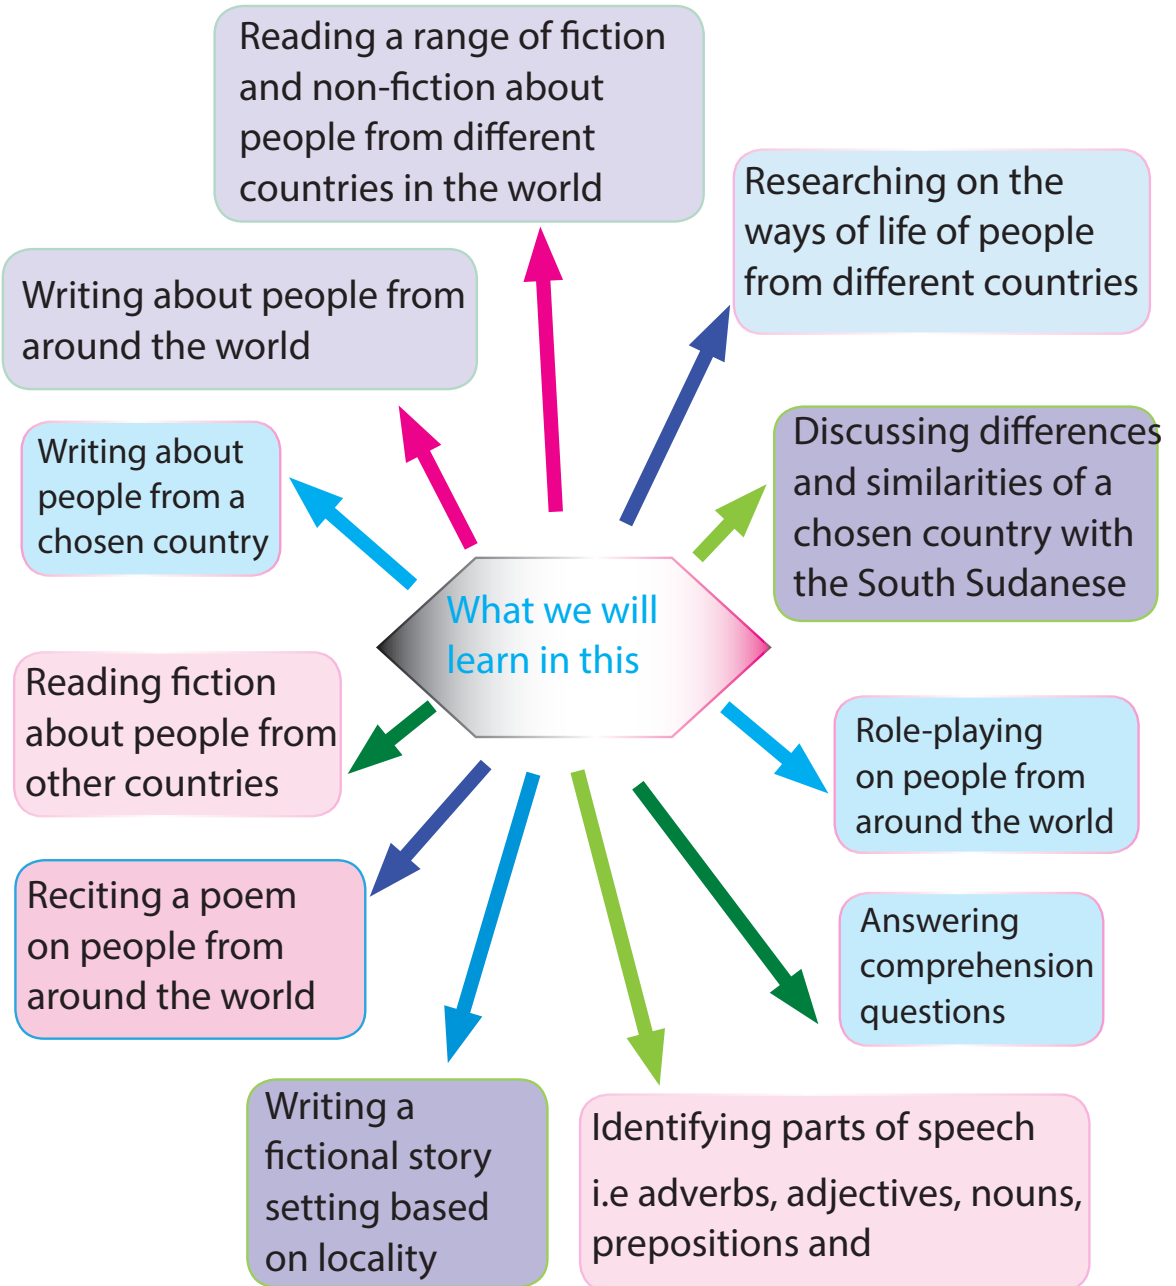 Reading a range of fiction
and non-fiction about
people from different
countries in the world
Researching on the
ways of life of people
from different countries
Writing about people from
around the world
Writing about
people from a
chosen country
Discussing differences
and similarities of a
chosen country with
the South Sudanese
What we will
learn in this
Reading fiction
about people from
other countries
Role-playing
on people from
around the world
Reciting a poem
on people from
around the world
Answering
comprehension
questions
Writing a
fictional story
setting based
on locality
Identifying parts of speech
i.e adverbs, adjectives, nouns,
prepositions and